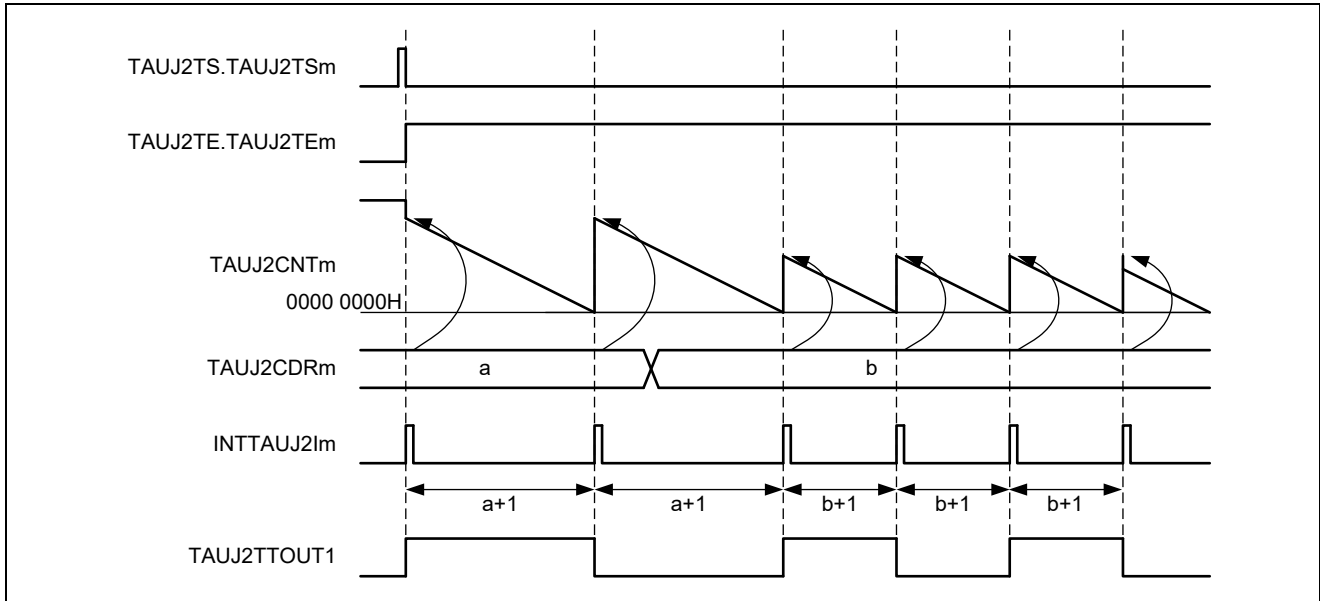 TAUJ2TS.TAUJ2TSm
TAUJ2TE.TAUJ2TEm
TAUJ2CNTm
0000 0000H
TAUJ2CDRm
a
b
INTTAUJ2Im
a+1
a+1
b+1
b+1
b+1
TAUJ2TTOUT1